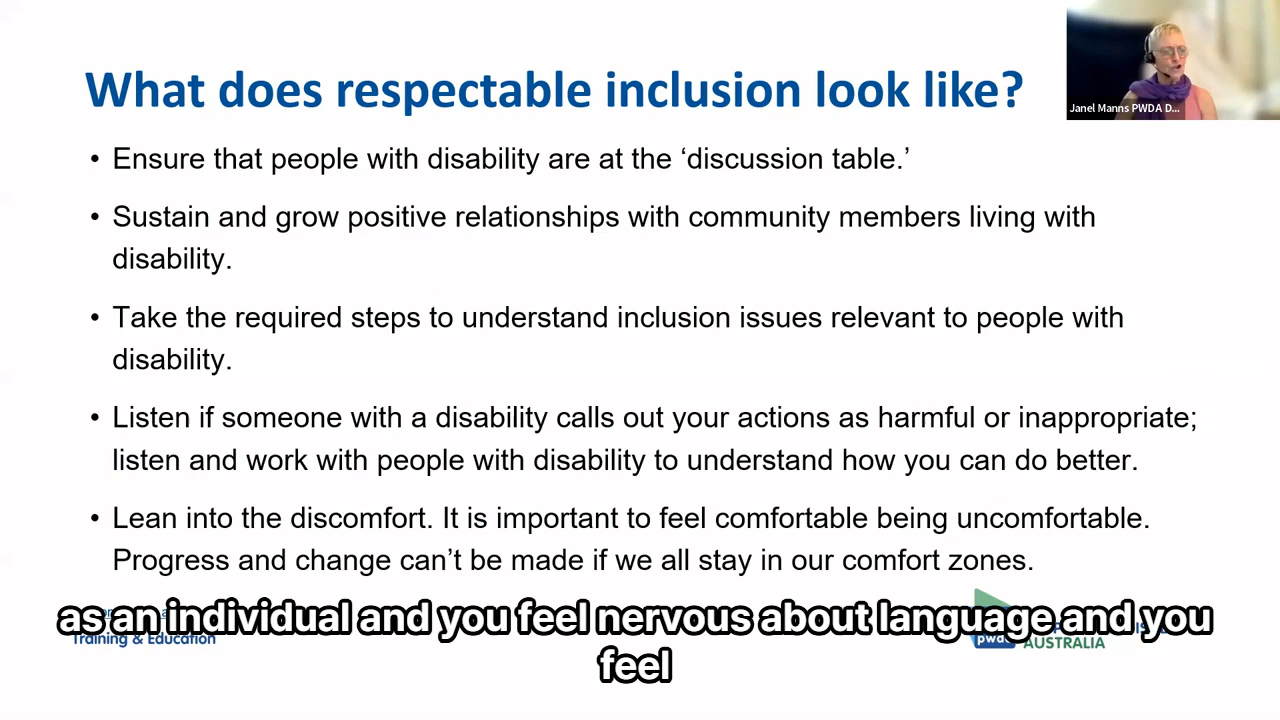 What does respectable inclusion look like?
Janel Manns PWDA D...
• Ensure that people with disability are at the ‘discussion table.’
• Sustain and grow positive relationships with community members living with
disability.
• Take the required steps to understand inclusion issues relevant to people with
disability.
• Listen if someone with a disability calls out your actions as harmful or inappropriate;
listen and work with people with disability to understand how you can do better.
• Lean into the discomfort. It is important to feel comfortable being uncomfortable.
Progress and change can’t be made if we all stay in our comfort zones.
as an individual and you feel nervous about language and you
feel
Training & Education
pwd
AUSTRALIA